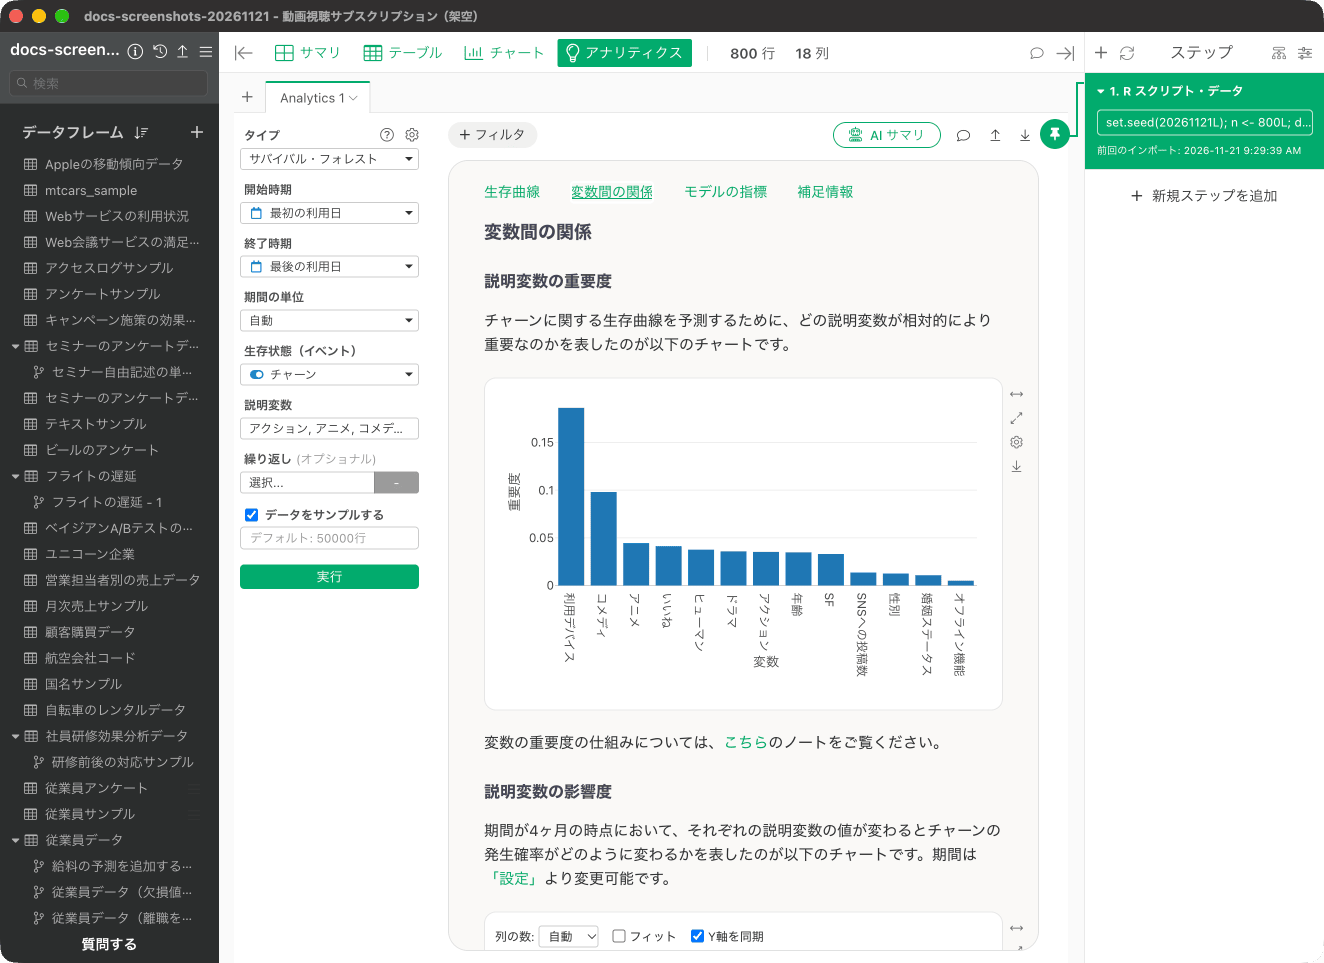 docs-screenshots-20261121 - 動画視聴サブスクリプション（架空）
docs-screen...
検索
データフレーム
Appleの移動傾向データ
mtcars_sample
Webサービスの利用状況
Web会議サービスの満足…
アクセスログサンプル
アンケートサンプル
キャンペーン施策の効果…
セミナーのアンケートデ…
セミナー自由記述の単…
セミナーのアンケートデ…
テキストサンプル
ビールのアンケート
フライトの遅延
フライトの遅延 - 1
ベイジアンA/Bテストの…
ユニコーン企業
営業担当者別の売上データ
月次売上サンプル
顧客購買データ
航空会社コード
国名サンプル
自転車のレンタルデータ
社員研修効果分析データ
研修前後の対応サンプル
従業員アンケート
従業員サンプル
従業員データ
給料の予測を追加する…
従業員データ（欠損値…
従業員データ（離職を…
質問する
サマリ
テーブル
チャート
アナリティクス
800 行
18 列
Analytics 1
タイプ
サバイバル・フォレスト
開始時期
最初の利用日
終了時期
最後の利用日
期間の単位
自動
生存状態（イベント）
チャーン
説明変数
アクション, アニメ, コメデ...
繰り返し (オプショナル)
選択...
-
データをサンプルする
デフォルト: 50000行
実行
+ フィルタ
AI サマリ
生存曲線
変数間の関係
モデルの指標
補足情報
変数間の関係
説明変数の重要度
チャーンに関する生存曲線を予測するために、どの説明変数が相対的により
重要なのかを表したのが以下のチャートです。
重要度
0.15
0.1
0.05
0
利用デバイス
コメディ
アニメ
いいね
ヒューマン
ドラマ
アクション
年齢
SF
SNSへの投稿数
性別
婚姻ステータス
オフライン機能
変数
変数の重要度の仕組みについては、こちらのノートをご覧ください。
説明変数の影響度
期間が4ヶ月の時点において、それぞれの説明変数の値が変わるとチャーンの
発生確率がどのように変わるかを表したのが以下のチャートです。期間は
「設定」より変更可能です。
列の数:
自動
フィット
Y軸を同期
ステップ
1. R スクリプト・データ
set.seed(20261121L); n <- 800L; d...
前回のインポート: 2026-11-21 9:29:39 AM
+ 新規ステップを追加